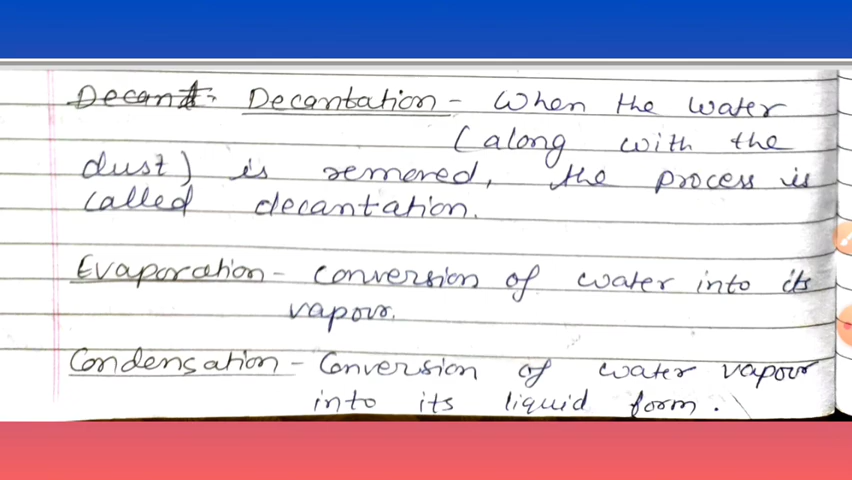 Decantation - When the water
(along with the
dust) is removed, the process is
called decantation.
Evaporation - Conversion of water into its
vapour.
Condensation - Conversion of water vapour
into its liquid form.